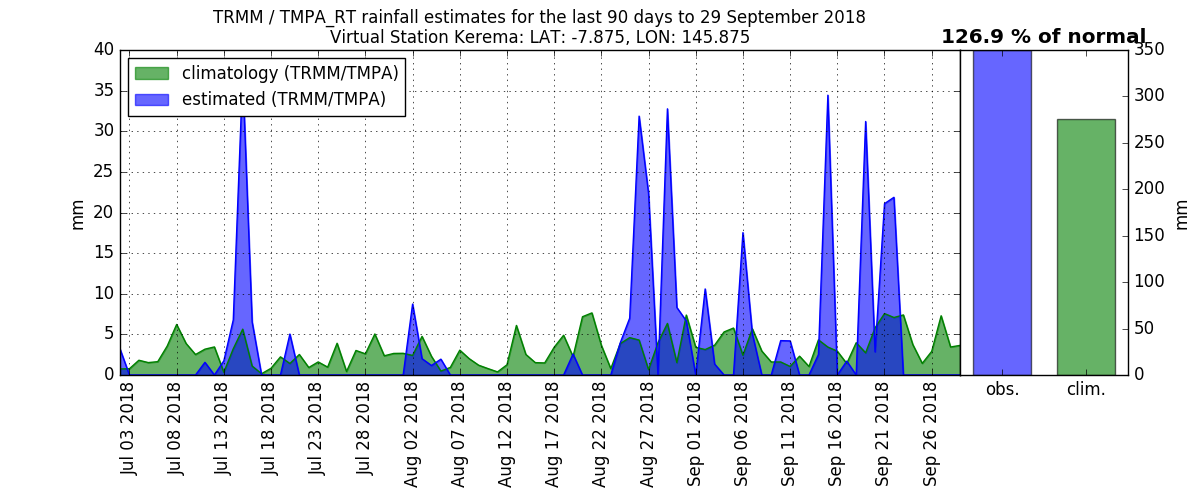 TRMM / TMPA_RT rainfall estimates for the last 90 days to 29 September 2018
Virtual Station Kerema: LAT: -7.875, LON: 145.875
126.9 % of normal
climatology (TRMM/TMPA)
estimated (TRMM/TMPA)
40
35
30
25
20
15
10
5
0
mm
Jul 03 2018
Jul 08 2018
Jul 13 2018
Jul 18 2018
Jul 23 2018
Jul 28 2018
Aug 02 2018
Aug 07 2018
Aug 12 2018
Aug 17 2018
Aug 22 2018
Aug 27 2018
Sep 01 2018
Sep 06 2018
Sep 11 2018
Sep 16 2018
Sep 21 2018
Sep 26 2018
obs.
clim.
350
300
250
200
150
100
50
0
mm